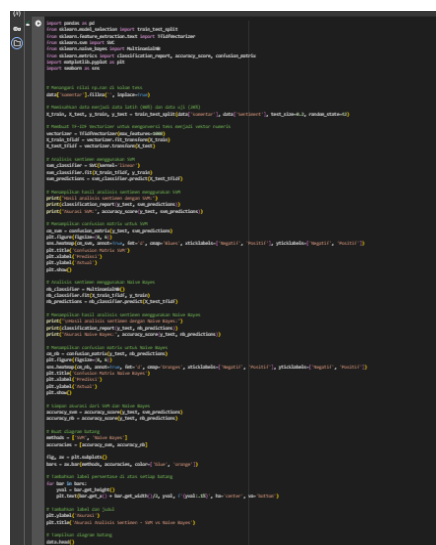 import pandas as pd
from sklearn.model_selection import train_test_split
from sklearn.feature_extraction.text import TfidfVectorizer
from sklearn.svm import SVC
from sklearn.naive_bayes import MultinomialNB
from sklearn.metrics import classification_report, accuracy_score, confusion_matrix
import matplotlib.pyplot as plt
import seaborn as sns
# Menangani nilai np.nan di kolom teks
data['komentar'].fillna('', inplace=True)
# Memisahkan data menjadi data latih (80%) dan data uji (20%)
X_train, X_test, y_train, y_test = train_test_split(data['komentar'], data['Sentiment'], test_size=0.2, random_state=42)
# Membuat TF-IDF Vectorizer untuk mengonversi teks menjadi vektor numerik
vectorizer = TfidfVectorizer(max_features=5000)
X_train_tfidf = vectorizer.fit_transform(X_train)
X_test_tfidf = vectorizer.transform(X_test)
# Analisis sentimen menggunakan SVM
svm_classifier = SVC(kernel='linear')
svm_classifier.fit(X_train_tfidf, y_train)
svm_predictions = svm_classifier.predict(X_test_tfidf)
# Menampilkan hasil analisis sentimen menggunakan SVM
print("Hasil analisis sentimen dengan SVM:")
print(classification_report(y_test, svm_predictions))
print("Akurasi SVM:", accuracy_score(y_test, svm_predictions))
# Menampilkan confusion matrix untuk SVM
cm_svm = confusion_matrix(y_test, svm_predictions)
plt.figure(figsize=(8, 6))
sns.heatmap(cm_svm, annot=True, fmt='d', cmap='Blues', xticklabels=['Negatif', 'Positif'], yticklabels=['Negatif', 'Positif'])
plt.title('Confusion Matrix SVM')
plt.xlabel('Prediksi')
plt.ylabel('Aktual')
plt.show()
# Analisis sentimen menggunakan Naive Bayes
nb_classifier = MultinomialNB()
nb_classifier.fit(X_train_tfidf, y_train)
nb_predictions = nb_classifier.predict(X_test_tfidf)
# Menampilkan hasil analisis sentimen menggunakan Naive Bayes
print("\nHasil analisis sentimen dengan Naive Bayes:")
print(classification_report(y_test, nb_predictions))
print("Akurasi Naive Bayes:", accuracy_score(y_test, nb_predictions))
# Menampilkan confusion matrix untuk Naive Bayes
cm_nb = confusion_matrix(y_test, nb_predictions)
plt.figure(figsize=(8, 6))
sns.heatmap(cm_nb, annot=True, fmt='d', cmap='Oranges', xticklabels=['Negatif', 'Positif'], yticklabels=['Negatif', 'Positif'])
plt.title('Confusion Matrix Naive Bayes')
plt.xlabel('Prediksi')
plt.ylabel('Aktual')
plt.show()
# Simpan akurasi dari SVM dan Naive Bayes
accuracy_svm = accuracy_score(y_test, svm_predictions)
accuracy_nb = accuracy_score(y_test, nb_predictions)
# Buat diagram batang
methods = ['SVM', 'Naive Bayes']
accuracies = [accuracy_svm, accuracy_nb]
fig, ax = plt.subplots()
bars = ax.bar(methods, accuracies, color=['blue', 'orange'])
# Tambahkan label persentase di atas setiap batang
for bar in bars:
yval = bar.get_height()
plt.text(bar.get_x() + bar.get_width()/2, yval, ha='center', va='bottom')
# Tambahkan label dan judul
plt.ylabel('Akurasi')
plt.title('Akurasi Analisis Sentimen - SVM vs Naive Bayes')
# Tampilkan diagram batang
data.head()